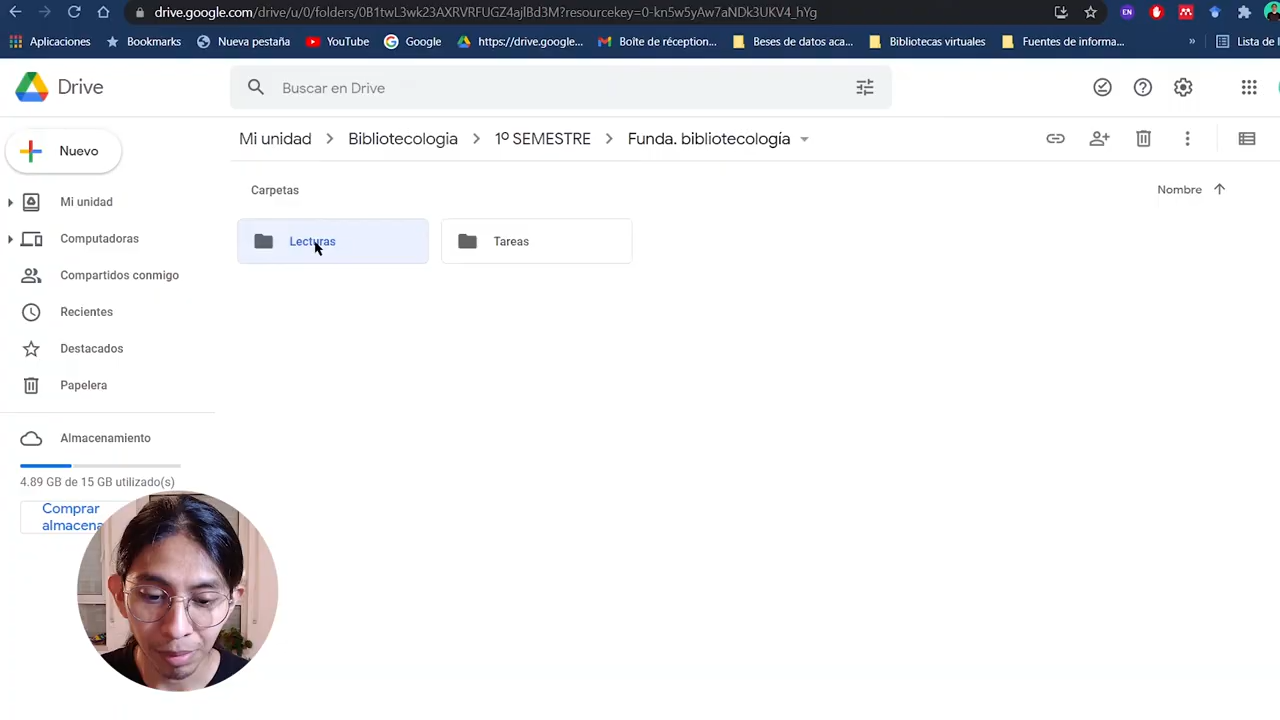 drive.google.com/drive/u/0/folders/0B1twL3wk23AXRVRFUGZ4ajlBd3M?resourcekey=0-kn5w5yAw7aNDk3UKV4_hYg
EN
Aplicaciones Bookmarks Nueva pestaña YouTube Google https://drive.google... Boîte de réception... Beses de datos aca... Bibliotecas virtuales Fuentes de informa... » Lista de l
Drive
Buscar en Drive
Nuevo
Mi unidad > Bibliotecologia > 1º SEMESTRE > Funda. bibliotecología
Carpetas
Nombre
Mi unidad
Computadoras
Compartidos conmigo
Recientes
Destacados
Papelera
Almacenamiento
4.89 GB de 15 GB utilizado(s)
Comprar
almacena
Lecturas
Tareas